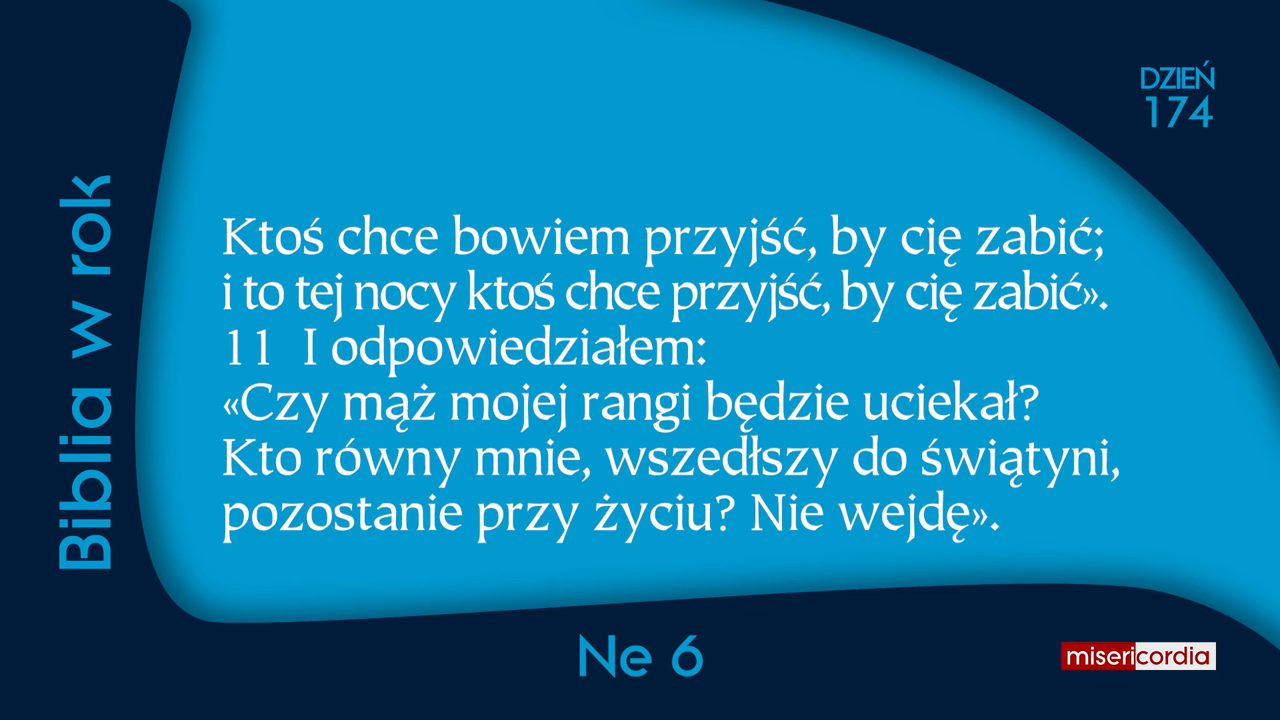 DZIEŃ
174
Biblia w rok
Ktoś chce bowiem przyjść, by cię zabić;
i to tej nocy ktoś chce przyjść, by cię zabić».
11 I odpowiedziałem:
«Czy mąż mojej rangi będzie uciekał?
Kto równy mnie, wszedłszy do świątyni,
pozostanie przy życiu? Nie wejdę».
Ne 6
misericordia